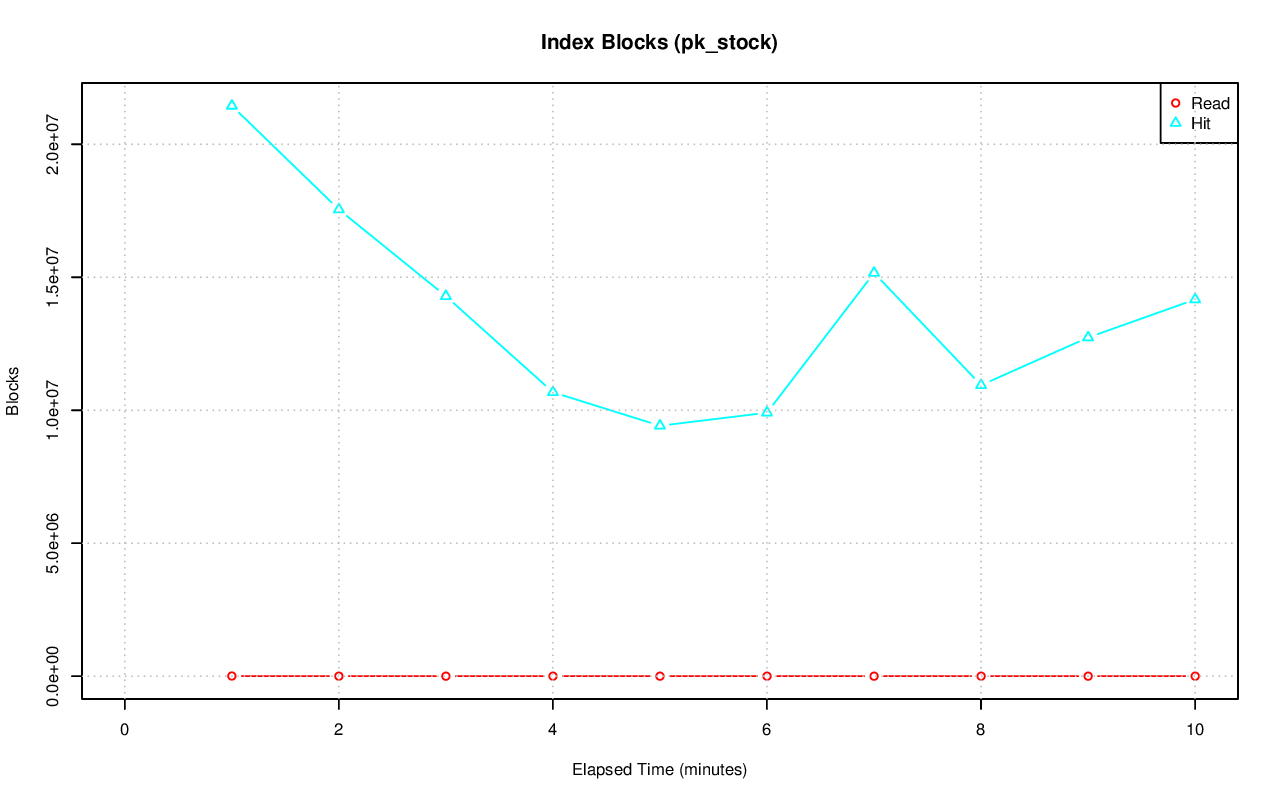 Index Blocks (pk_stock)
Read
Hit
Blocks
2.0e+07
1.5e+07
1.0e+07
5.0e+06
0.0e+00
0 2 4 6 8 10
Elapsed Time (minutes)